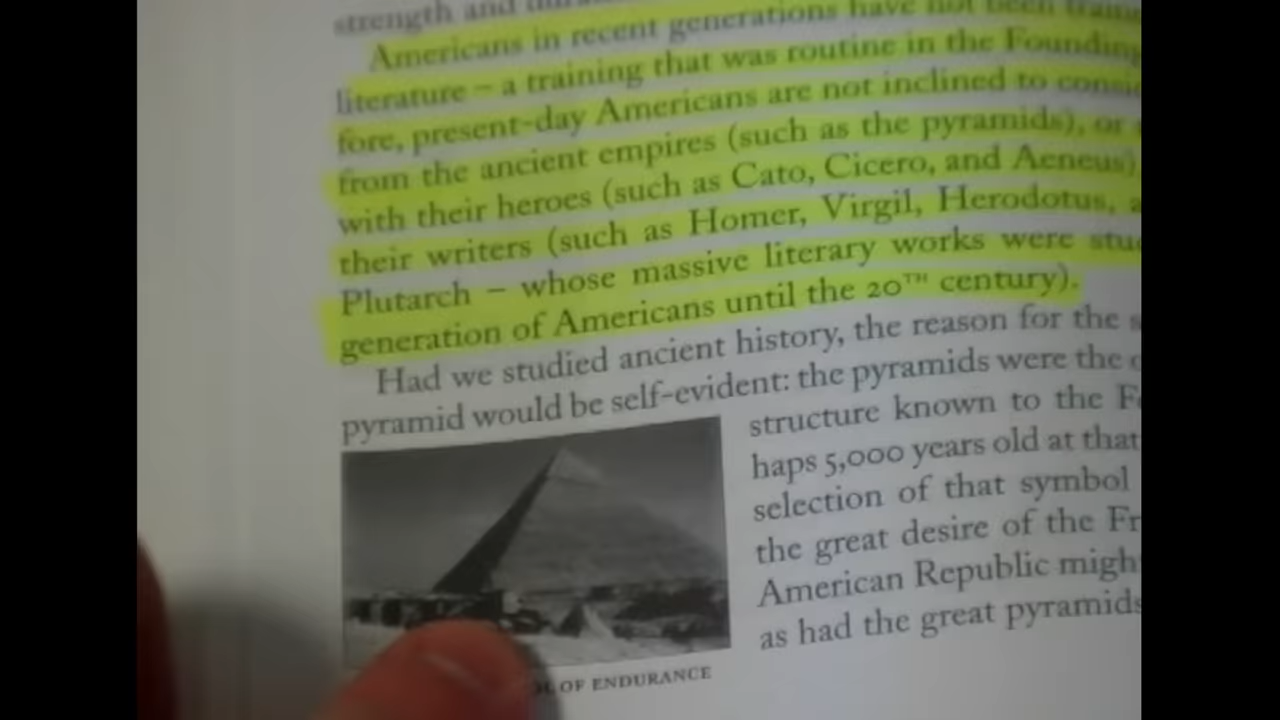 strength and
Americans in recent generations have not been
literature – a training that was routine in the Founding
fore, present-day Americans are not inclined to
from the ancient empires (such as the pyramids), or
with their heroes (such as Cato, Cicero, and Aeneus)
their writers (such as Homer, Virgil, Herodotus,
Plutarch – whose massive literary works were
generation of Americans until the 20TH century).
Had we studied ancient history, the reason for the
pyramid would be self-evident: the pyramids were the
structure known to the
haps 5,000 years old at that
selection of that symbol
the great desire of the
American Republic
as had the great pyramids
OF ENDURANCE